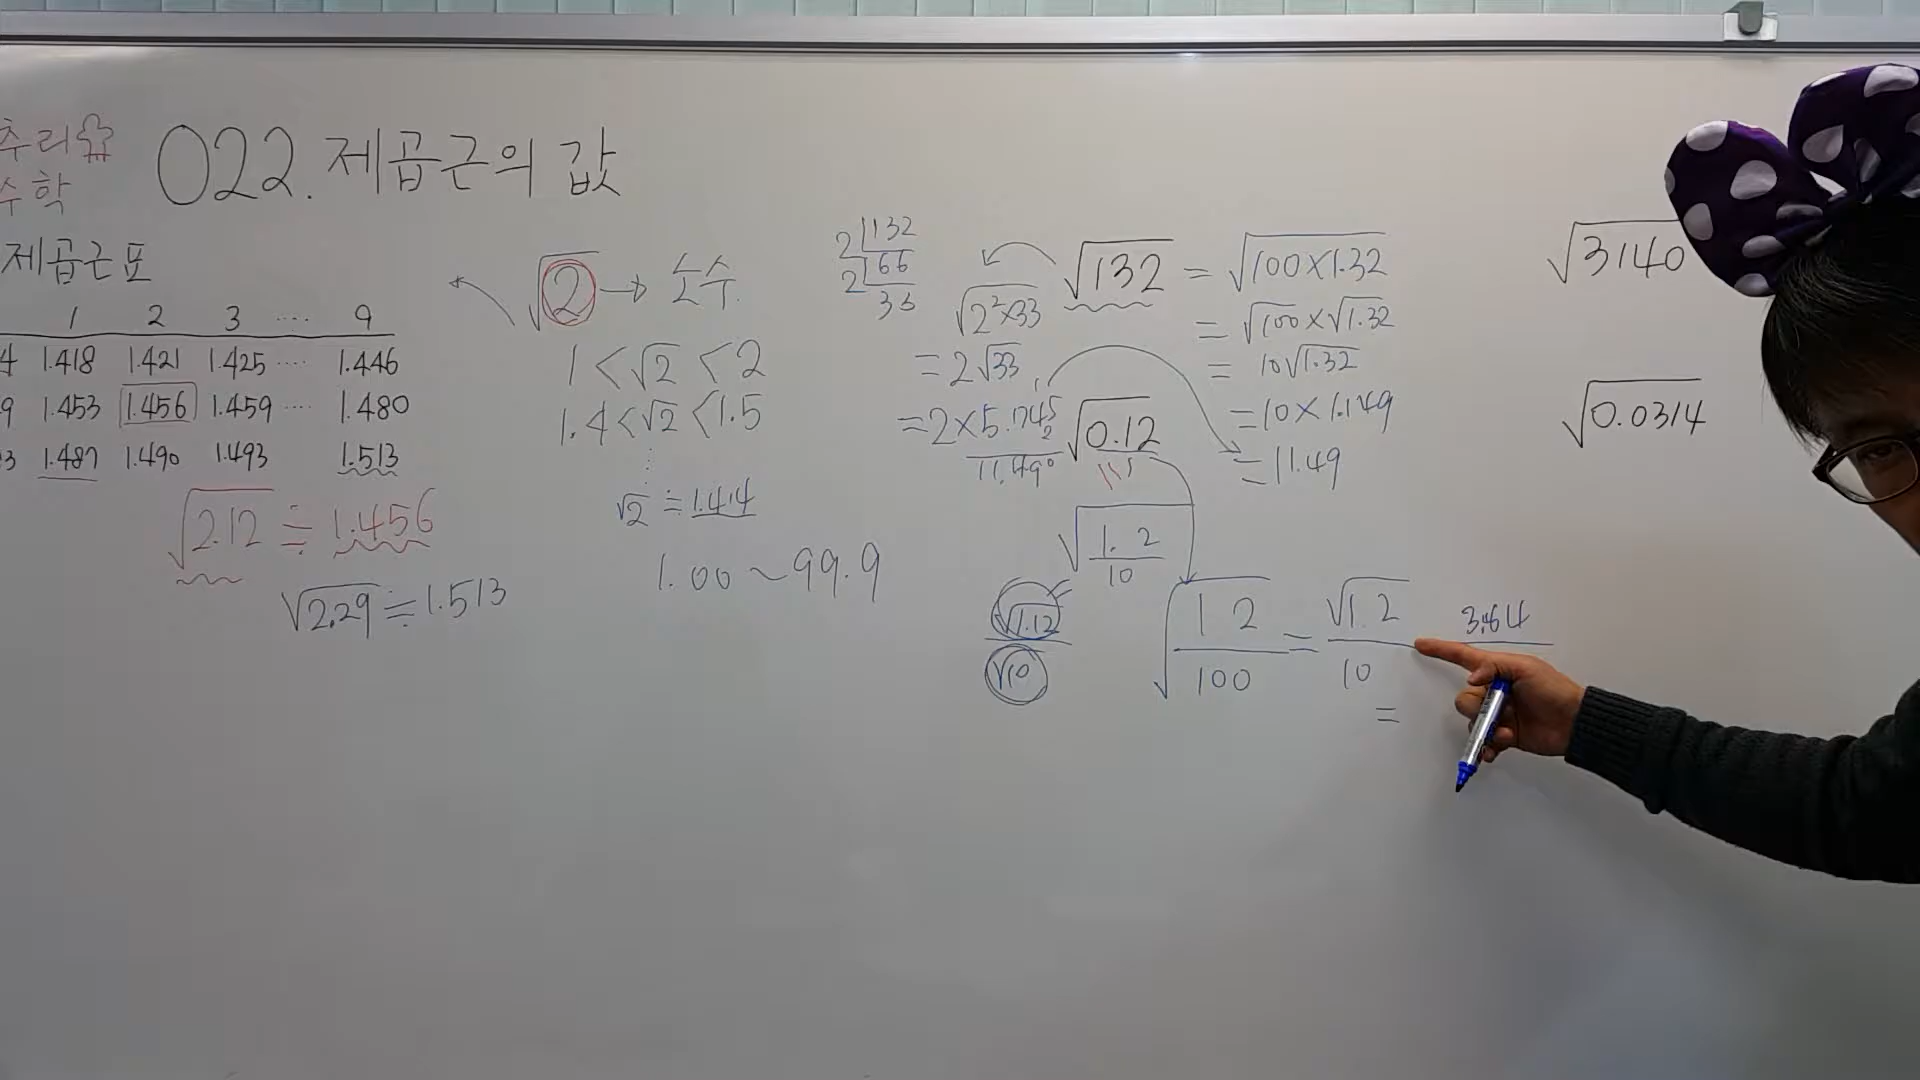 추리
수학
022. 제곱근의 값
제곱근표
1 2 3 ···· 9
4 1.418 1.421 1.425 ···· 1.446
9 1.453 1.456 1.459 ···· 1.480
3 1.487 1.490 1.493 1.513
√2.12 ≒ 1.456
√2.29 ≒ 1.513
√2 → 소수
1 < √2 < 2
1.4 < √2 < 1.5
⋮
√2 ≒ 1.414
1.00 ~ 99.9
2 132
2 66
33
√2²×33
= 2√33
= 2 × 5.745
11.490
√132 = √100×1.32
= √100 × √1.32
= 10√1.32
= 10 × 1.149
= 11.49
√0.12
√1.2/10
√1.12/√10
√12/100 = √12/10 3.464
=
√3140
√0.0314